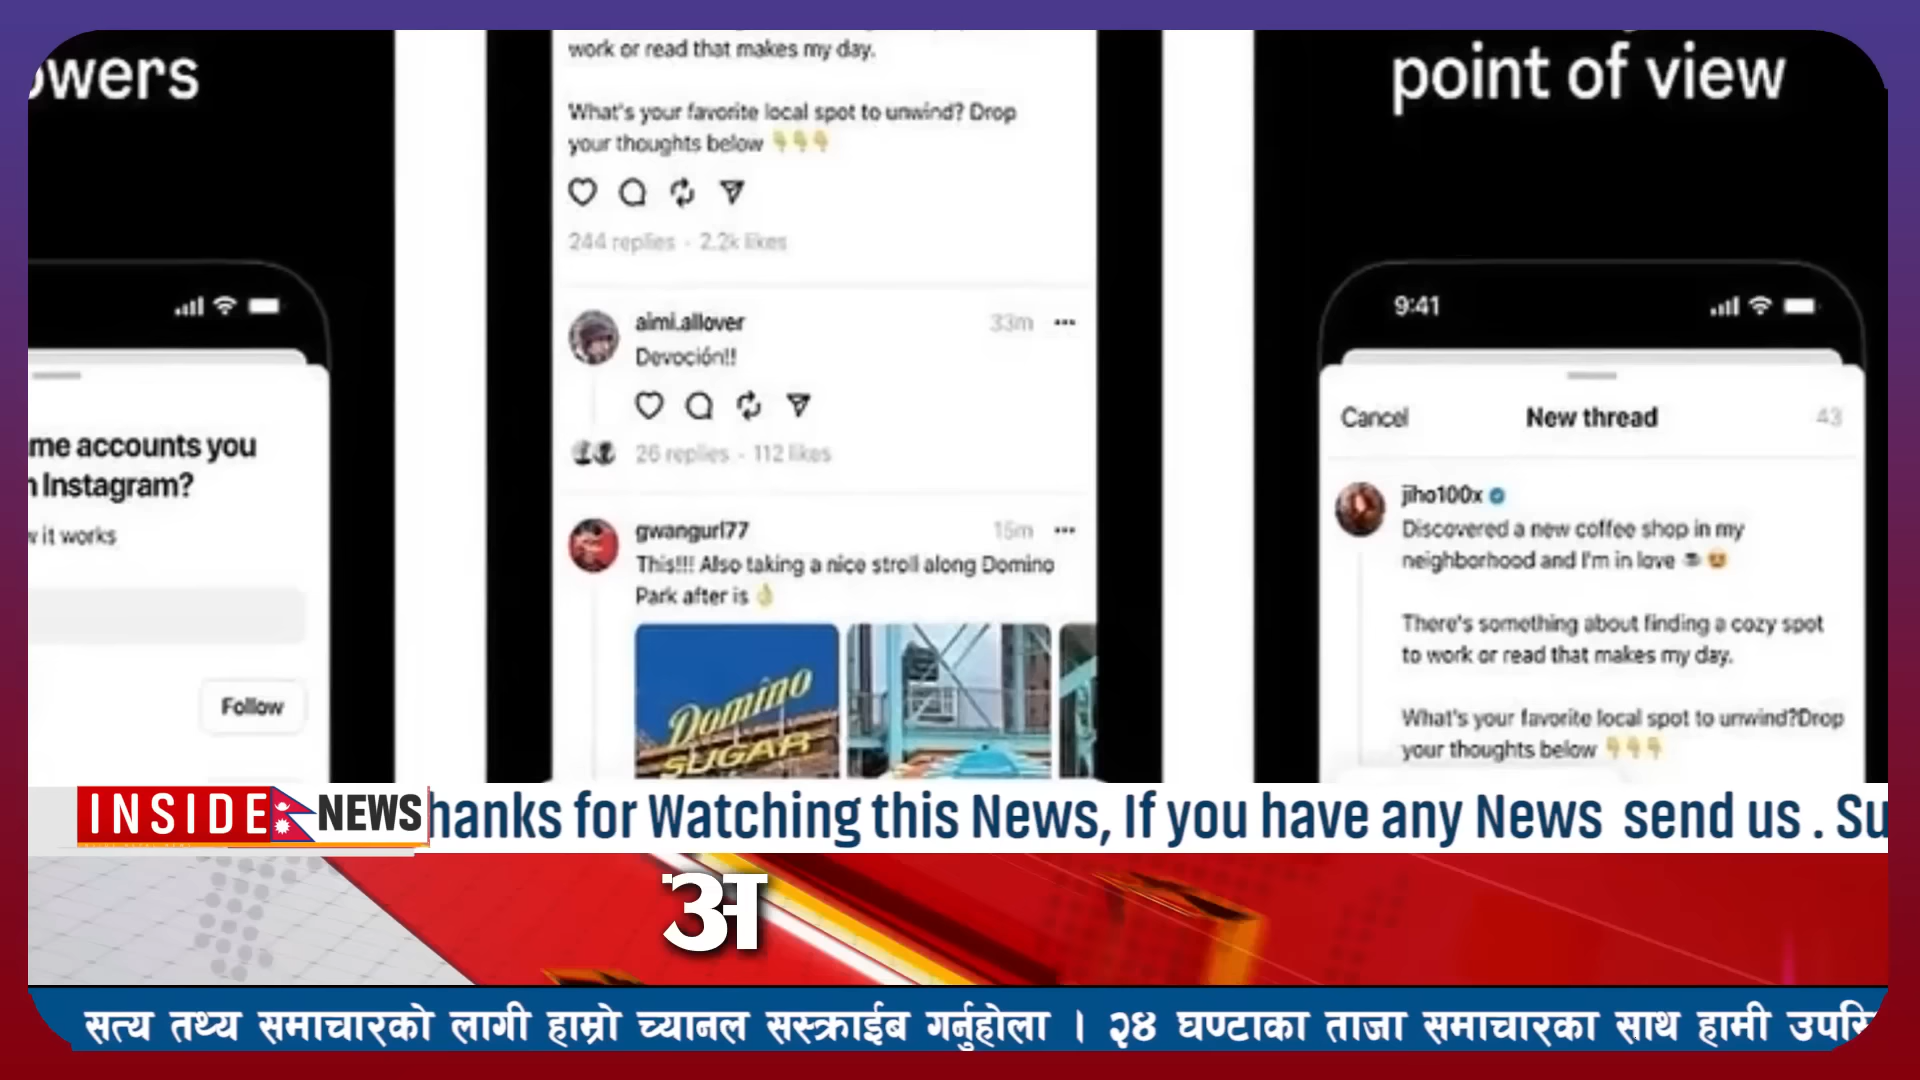 owers
me accounts you
n Instagram?
w it works
Follow
work or read that makes my day.
What's your favorite local spot to unwind? Drop
your thoughts below 👇👇👇
244 replies · 2.2k likes
aimi.allover 33m
Devoción!!
26 replies · 112 likes
gwangurl77 15m
This!!! Also taking a nice stroll along Domino
Park after is 👌
Domino
SUGAR
point of view
9:41
Cancel New thread 43
jiho100x
Discovered a new coffee shop in my
neighborhood and I'm in love ☕😍
There's something about finding a cozy spot
to work or read that makes my day.
What's your favorite local spot to unwind?Drop
your thoughts below 👇👇👇
INSIDE NEWS
hanks for Watching this News, If you have any News send us . Su
अ
सत्य तथ्य समाचारको लागी हाम्रो च्यानल सस्क्राईब गर्नुहोला । २४ घण्टाका ताजा समाचारका साथ हामी